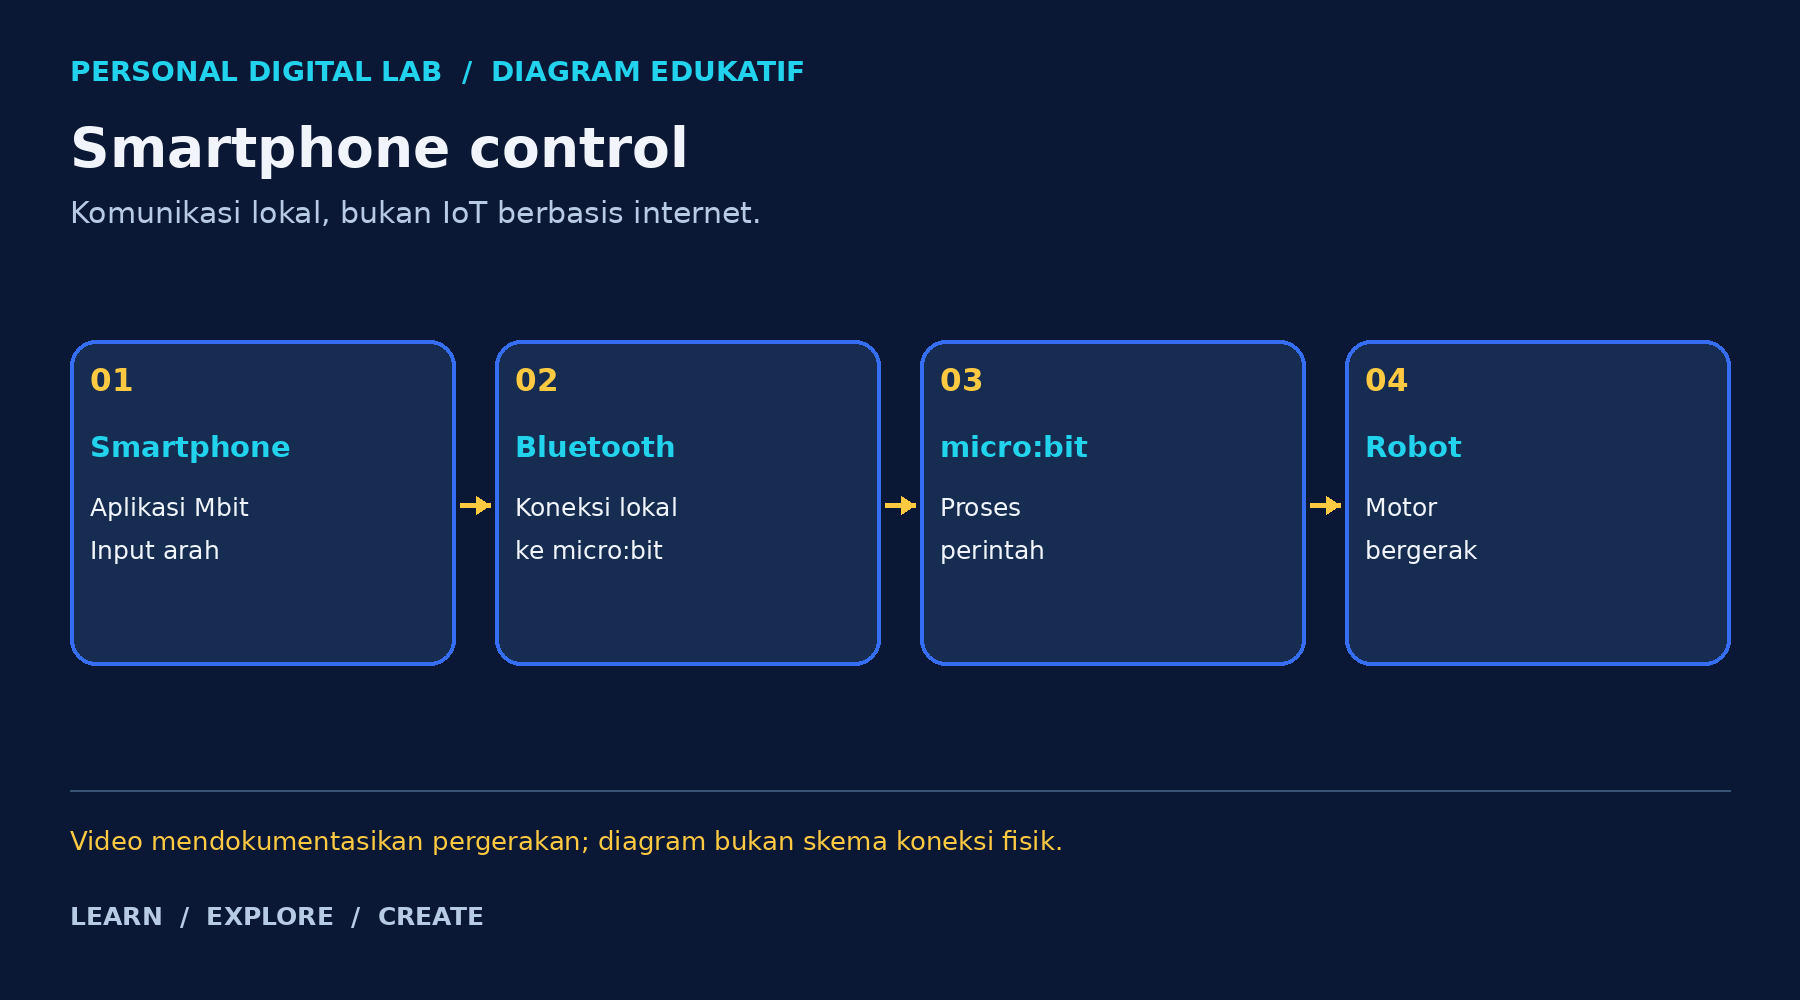 PERSONAL DIGITAL LAB / DIAGRAM EDUKATIF
Smartphone control
Komunikasi lokal, bukan IoT berbasis internet.
01
Smartphone
Aplikasi Mbit
Input arah
02
Bluetooth
Koneksi lokal
ke micro:bit
03
micro:bit
Proses
perintah
04
Robot
Motor
bergerak
Video mendokumentasikan pergerakan; diagram bukan skema koneksi fisik.
LEARN / EXPLORE / CREATE